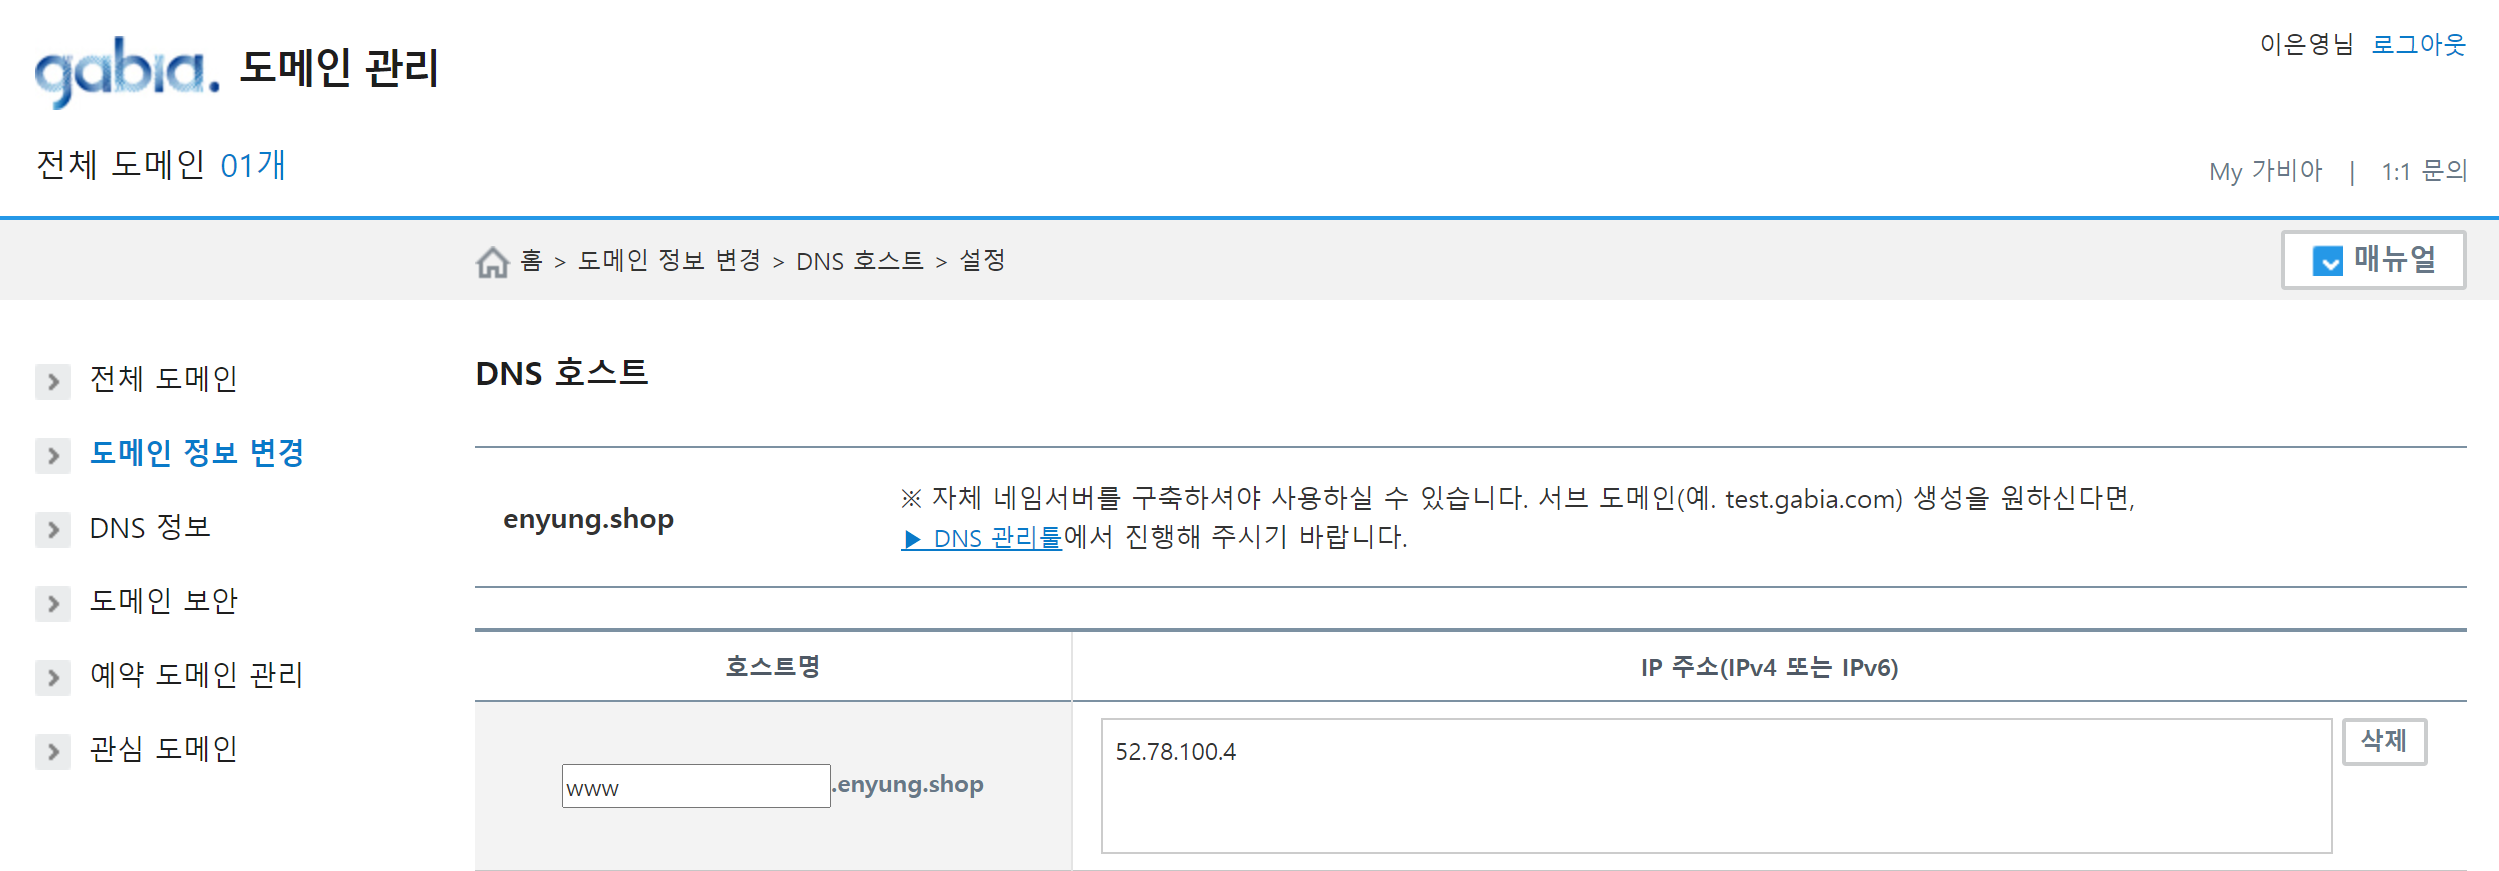 gabia. 도메인 관리
이은영님 로그아웃
전체 도메인 01개
My 가비아 | 1:1 문의
홈 > 도메인 정보 변경 > DNS 호스트 > 설정
매뉴얼
전체 도메인
도메인 정보 변경
DNS 정보
도메인 보안
예약 도메인 관리
관심 도메인
DNS 호스트
enyung.shop
※ 자체 네임서버를 구축하셔야 사용하실 수 있습니다. 서브 도메인(예. test.gabia.com) 생성을 원하신다면,
▶ DNS 관리툴에서 진행해 주시기 바랍니다.
호스트명
IP 주소(IPv4 또는 IPv6)
www.enyung.shop
52.78.100.4
삭제